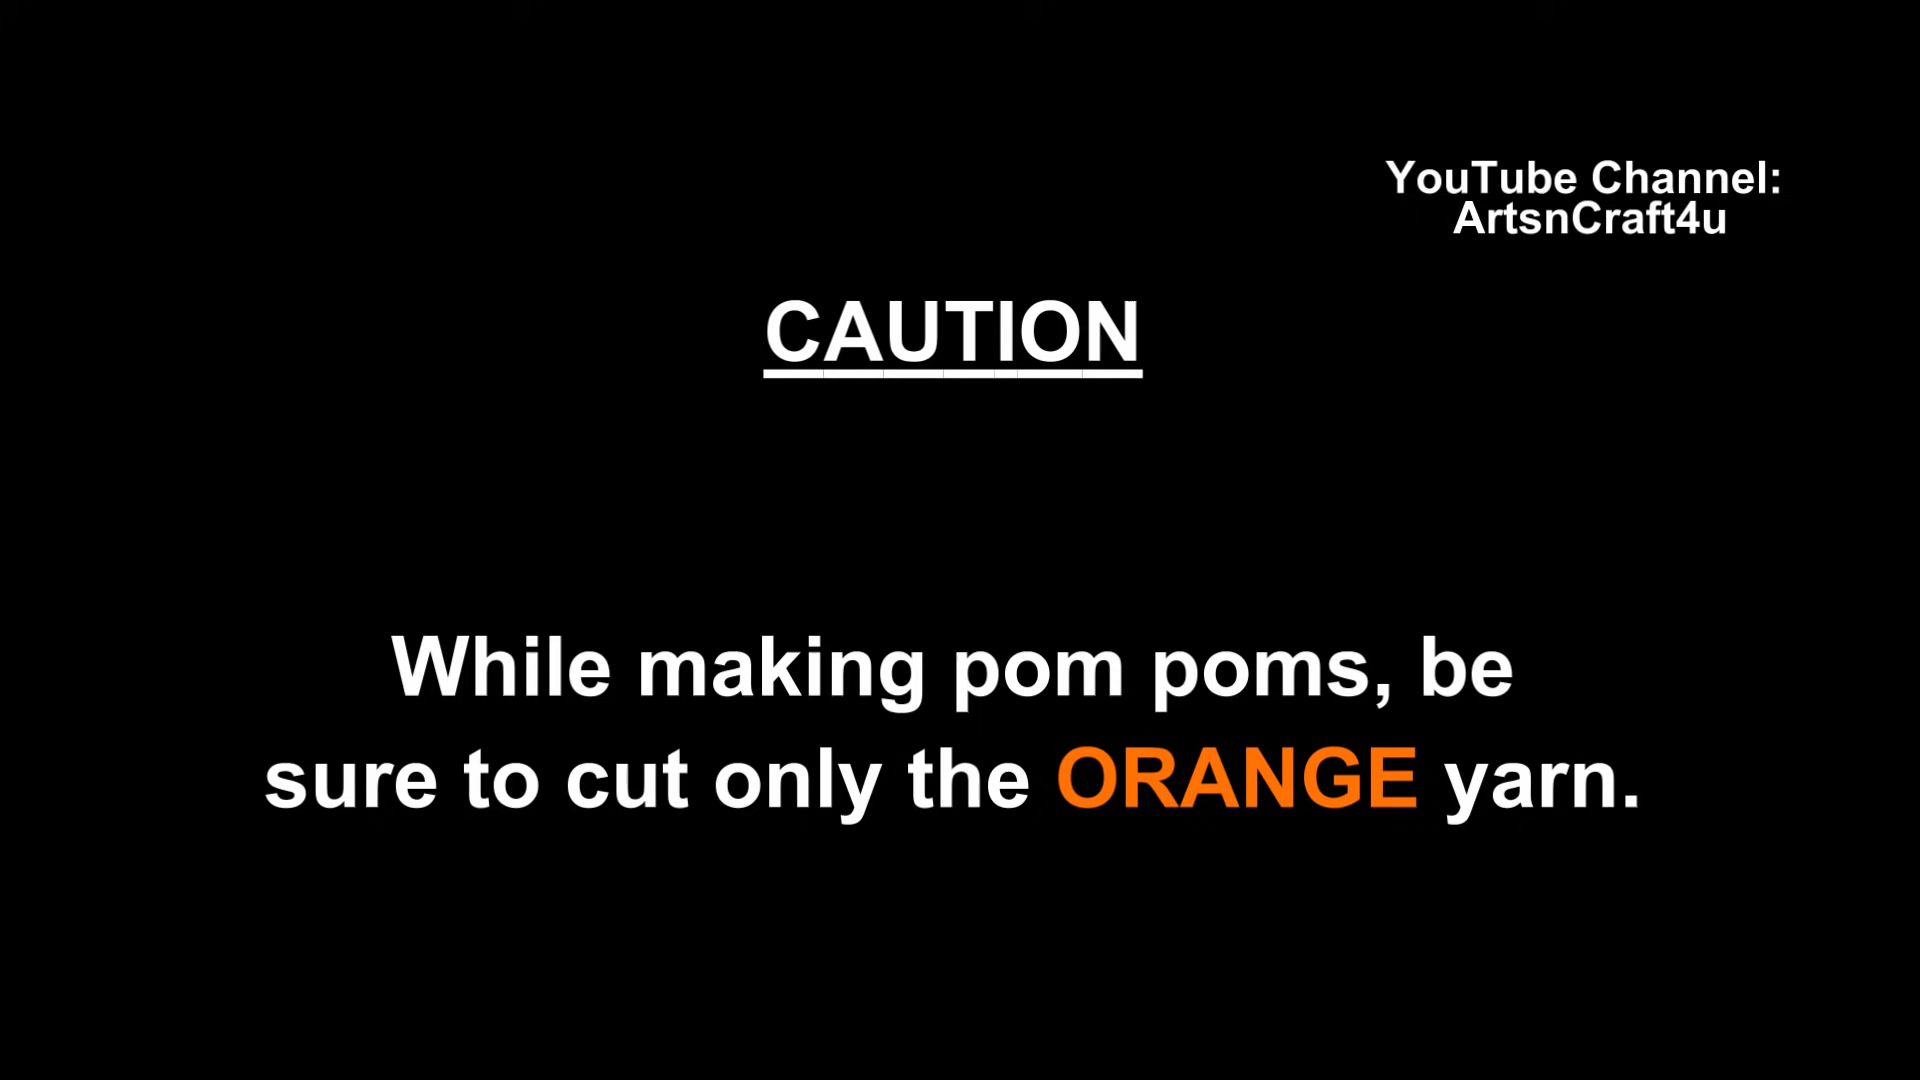 YouTube Channel:
ArtsnCraft4u
CAUTION
While making pom poms, be
sure to cut only the ORANGE yarn.